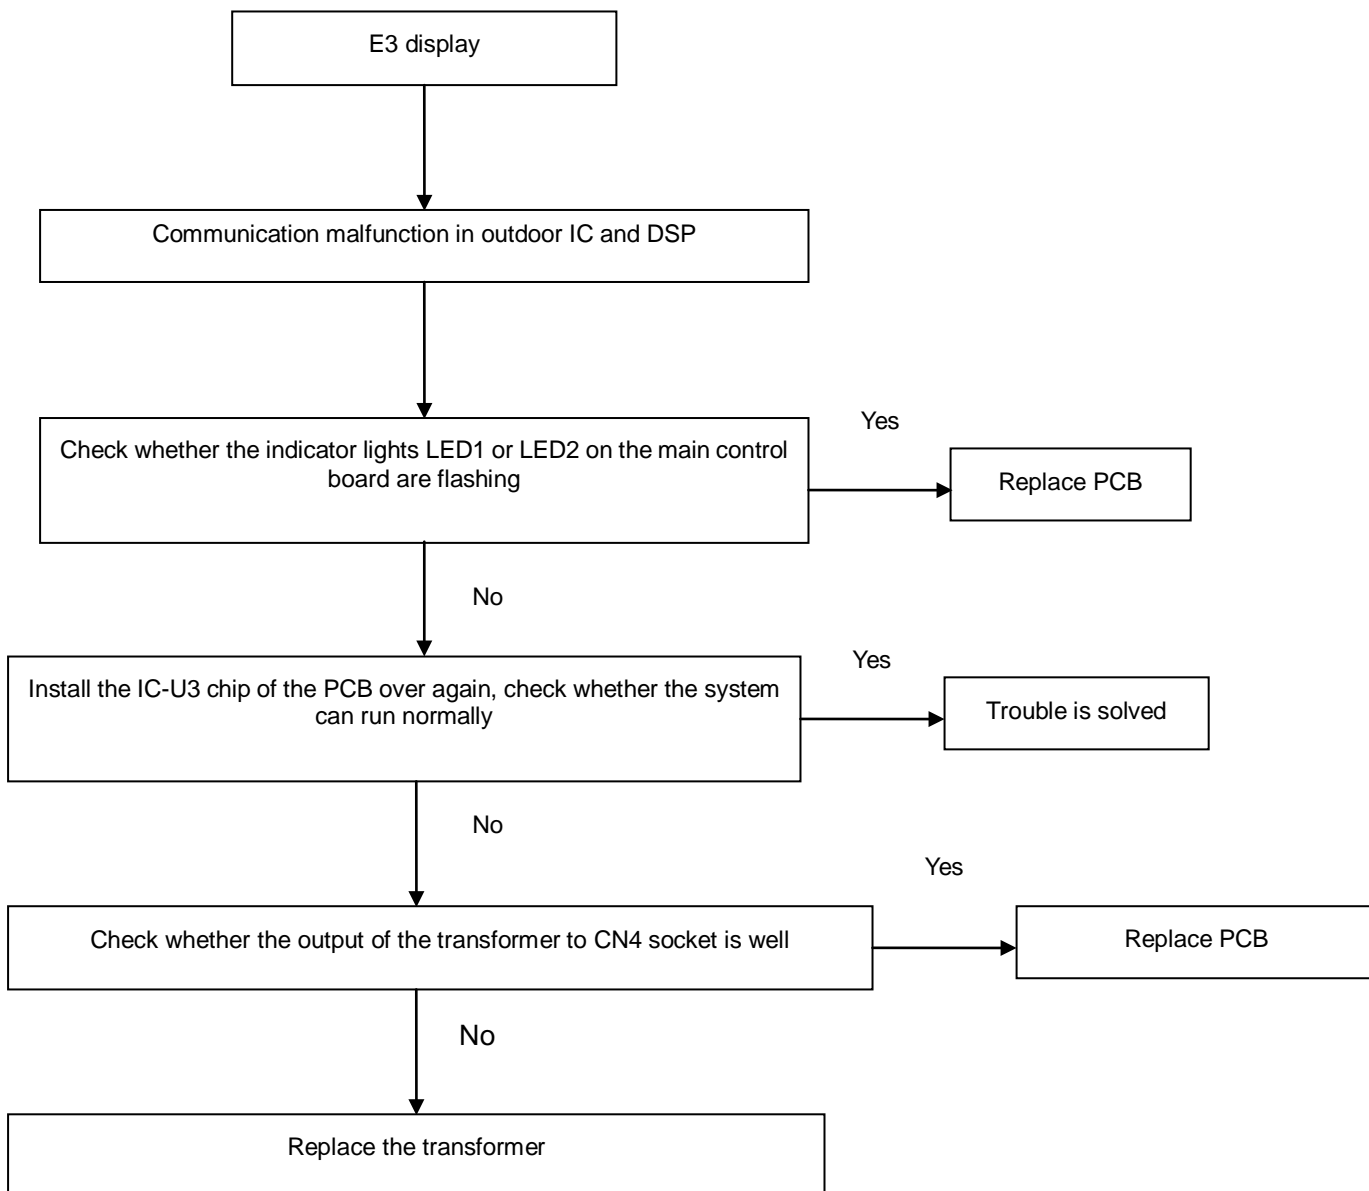 E3 display
Communication malfunction in outdoor IC and DSP
Yes
Check whether the indicator lights LED1 or LED2 on the main control
board are flashing
Replace PCB
No
Yes
Install the IC-U3 chip of the PCB over again, check whether the system
can run normally
Trouble is solved
No
Yes
Check whether the output of the transformer to CN4 socket is well
Replace PCB
No
Replace the transformer